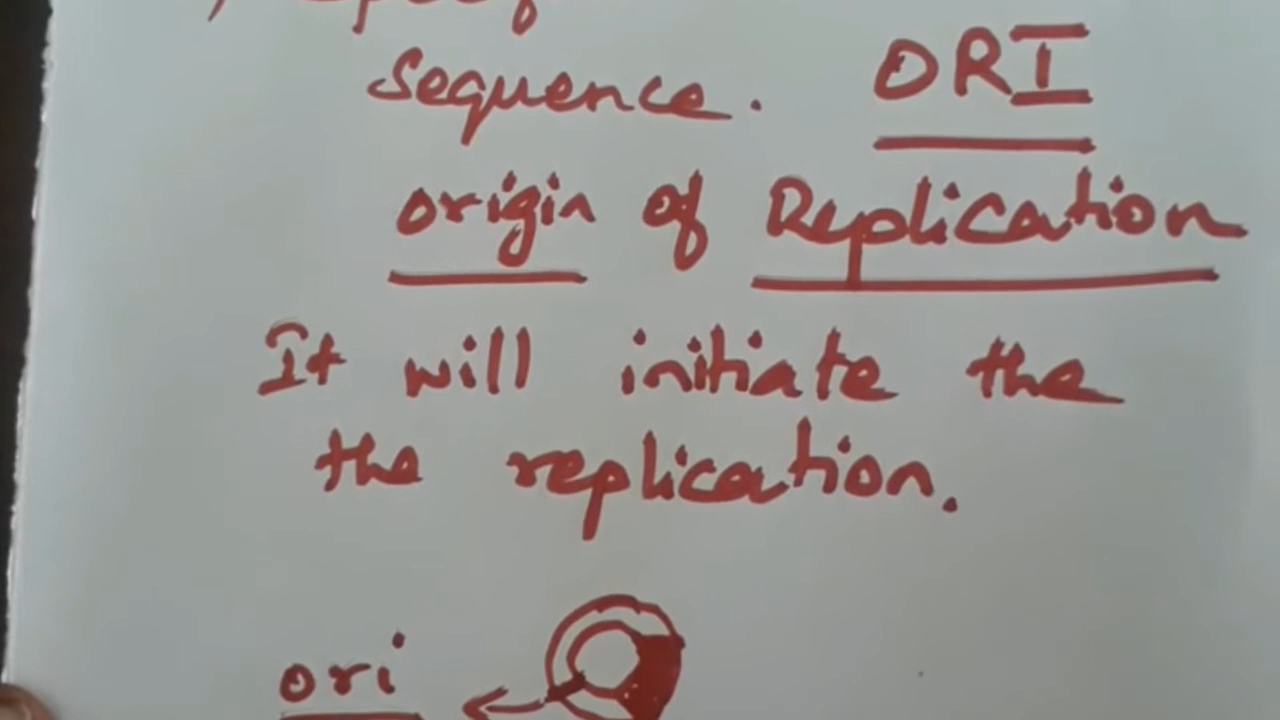 sequence. ORI
origin of Replication
It will initiate the
the replication.
ori